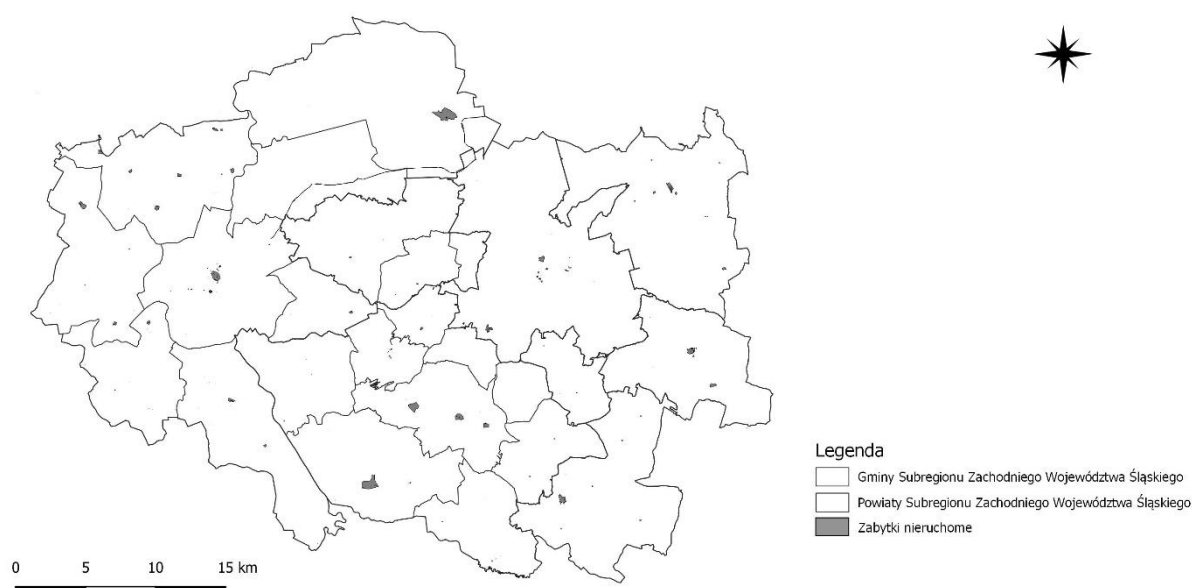 Legenda
Gminy Subregionu Zachodniego Województwa Śląskiego
Powiaty Subregionu Zachodniego Województwa Śląskiego
Zabytki nieruchome
0 5 10 15 km